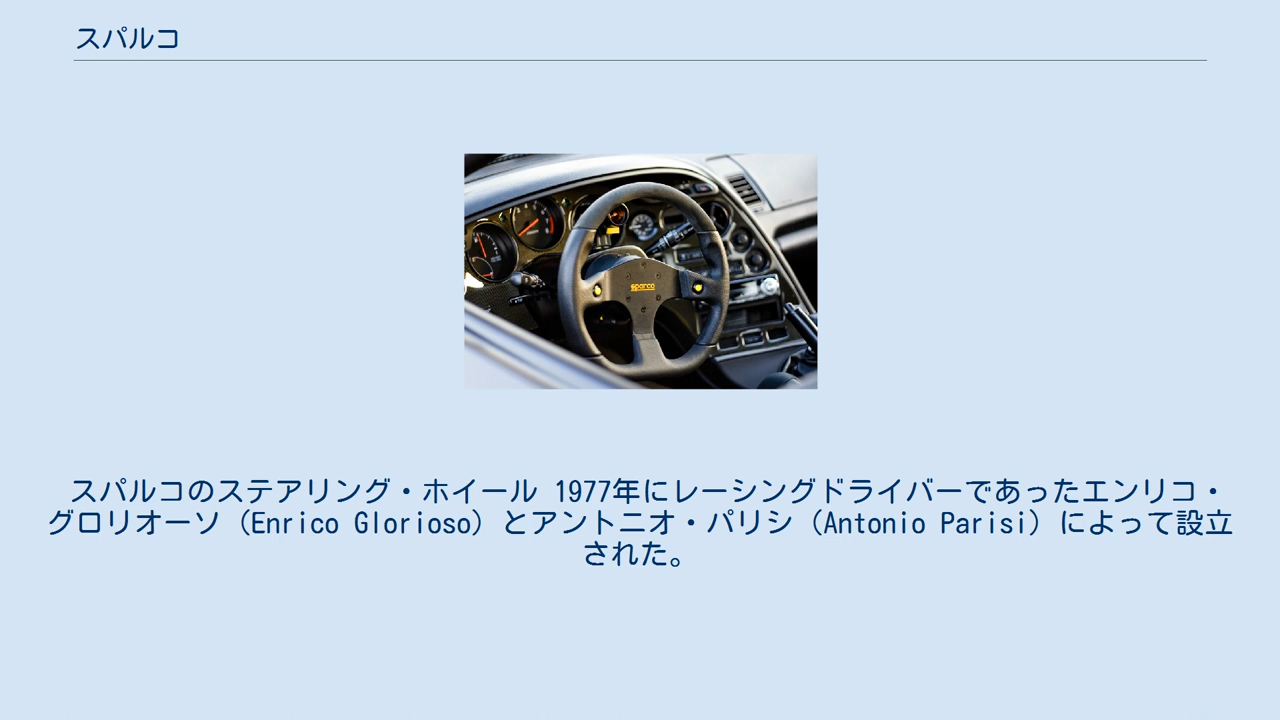 スパルコ
sparco
スパルコのステアリング・ホイール 1977年にレーシングドライバーであったエンリコ・
グロリオーソ（Enrico Glorioso）とアントニオ・パリシ（Antonio Parisi）によって設立
された。